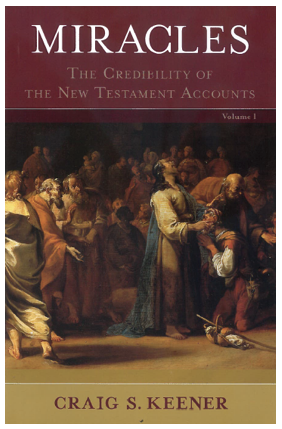 MIRACLES
THE CREDIBILITY OF
THE NEW TESTAMENT ACCOUNTS
Volume 1
CRAIG S. KEENER